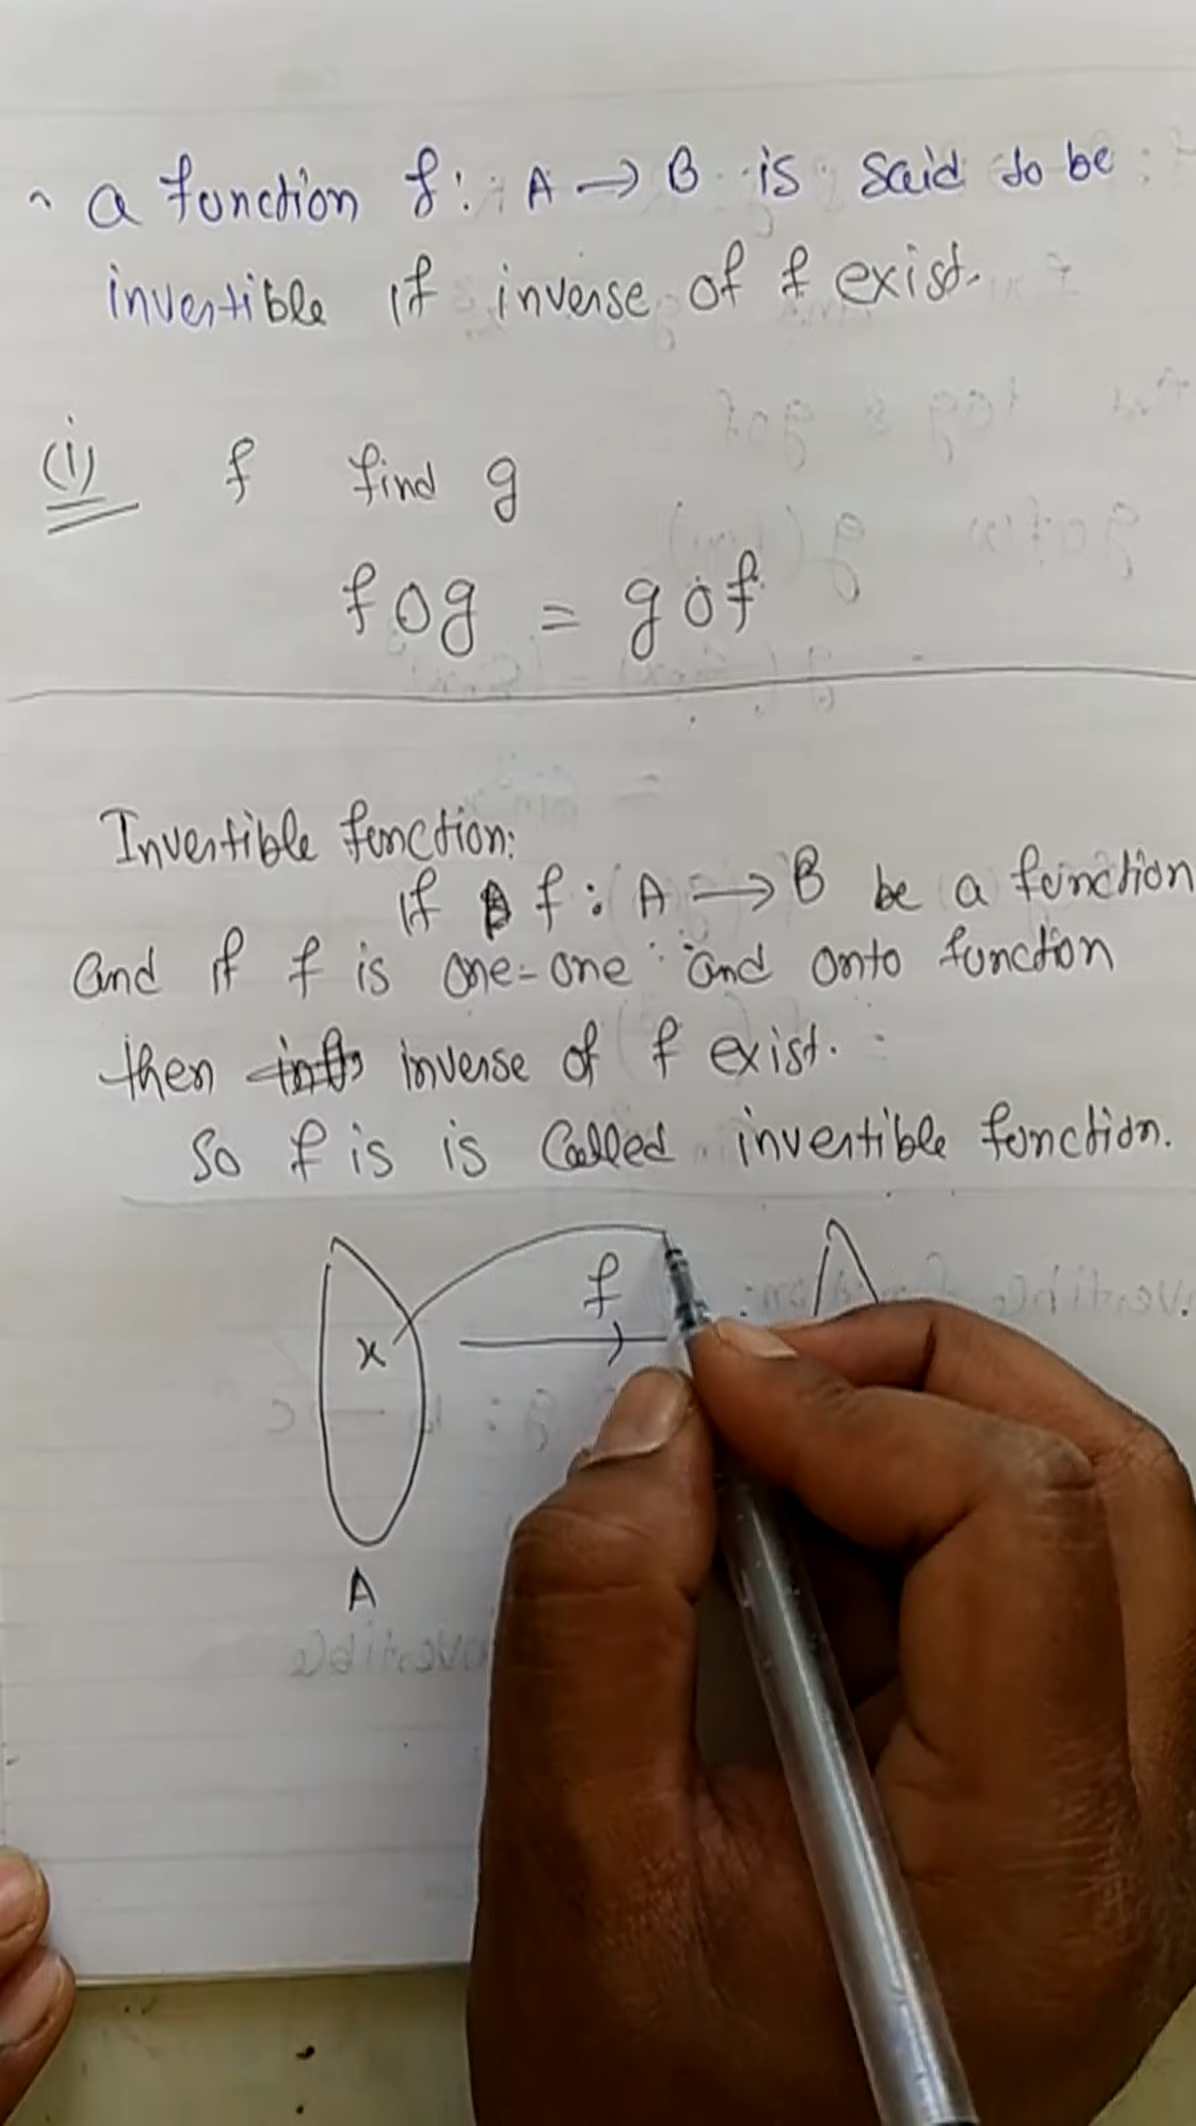 a function f: A → B is said to be
invertible if inverse of f exist.
(i) f find g
fog = gof
Invertible function:
If f: A → B be a function
and if f is one-one and onto function
then inverse of f exist.
So f is is called invertible function.
f
x
A